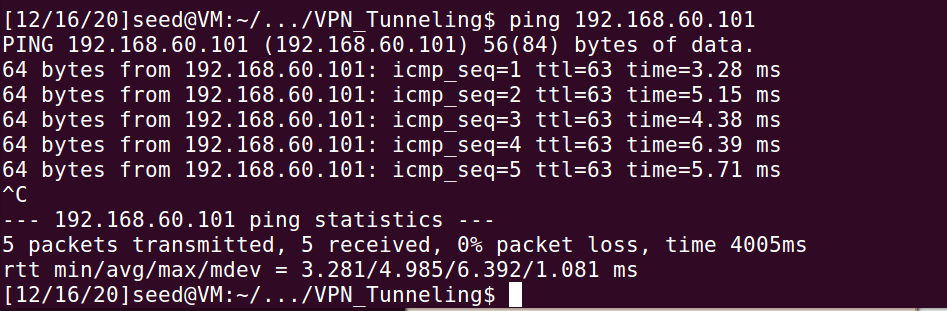 [12/16/20]seed@VM:~/.../VPN_Tunneling$ ping 192.168.60.101
PING 192.168.60.101 (192.168.60.101) 56(84) bytes of data.
64 bytes from 192.168.60.101: icmp_seq=1 ttl=63 time=3.28 ms
64 bytes from 192.168.60.101: icmp_seq=2 ttl=63 time=5.15 ms
64 bytes from 192.168.60.101: icmp_seq=3 ttl=63 time=4.38 ms
64 bytes from 192.168.60.101: icmp_seq=4 ttl=63 time=6.39 ms
64 bytes from 192.168.60.101: icmp_seq=5 ttl=63 time=5.71 ms
^C
--- 192.168.60.101 ping statistics ---
5 packets transmitted, 5 received, 0% packet loss, time 4005ms
rtt min/avg/max/mdev = 3.281/4.985/6.392/1.081 ms
[12/16/20]seed@VM:~/.../VPN_Tunneling$